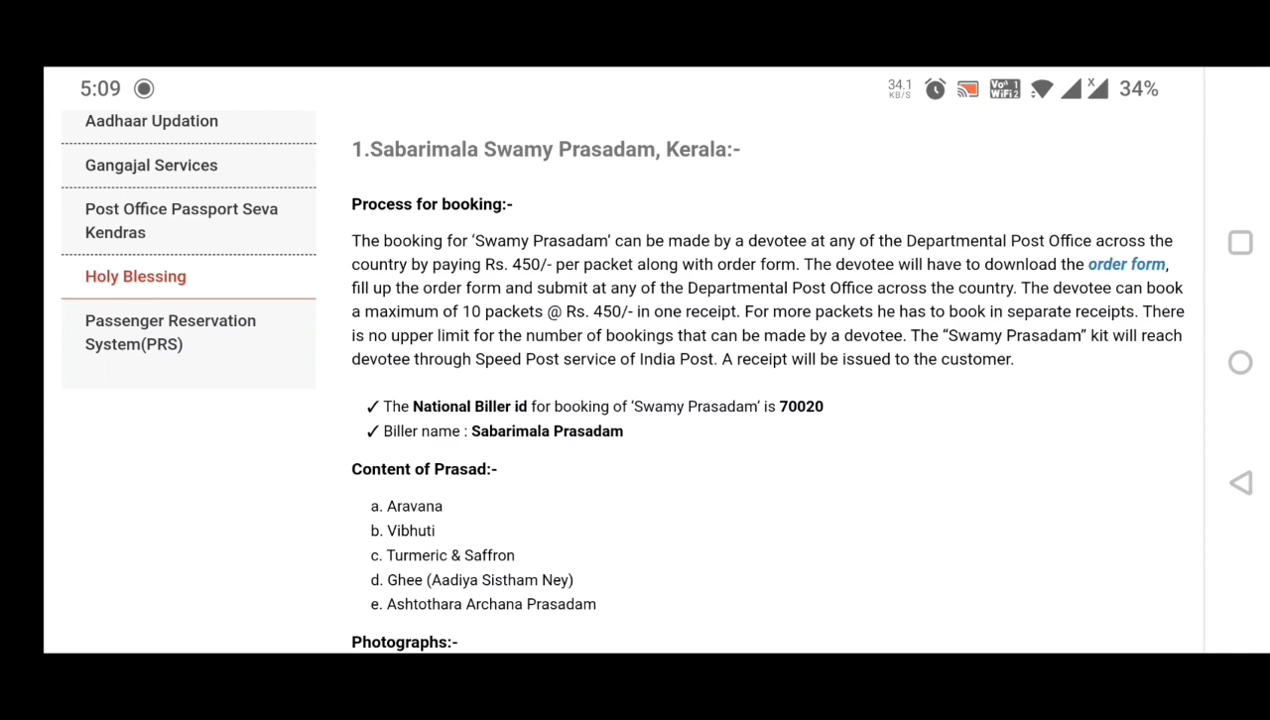 5:09
34.1
KB/S
Vo 1
WiFi 2
X
34%
Aadhaar Updation
Gangajal Services
Post Office Passport Seva
Kendras
Holy Blessing
Passenger Reservation
System(PRS)
1.Sabarimala Swamy Prasadam, Kerala:-
Process for booking:-
The booking for ‘Swamy Prasadam’ can be made by a devotee at any of the Departmental Post Office across the
country by paying Rs. 450/- per packet along with order form. The devotee will have to download the order form,
fill up the order form and submit at any of the Departmental Post Office across the country. The devotee can book
a maximum of 10 packets @ Rs. 450/- in one receipt. For more packets he has to book in separate receipts. There
is no upper limit for the number of bookings that can be made by a devotee. The “Swamy Prasadam” kit will reach
devotee through Speed Post service of India Post. A receipt will be issued to the customer.
✓ The National Biller id for booking of ‘Swamy Prasadam’ is 70020
✓ Biller name : Sabarimala Prasadam
Content of Prasad:-
a. Aravana
b. Vibhuti
c. Turmeric & Saffron
d. Ghee (Aadiya Sistham Ney)
e. Ashtothara Archana Prasadam
Photographs:-